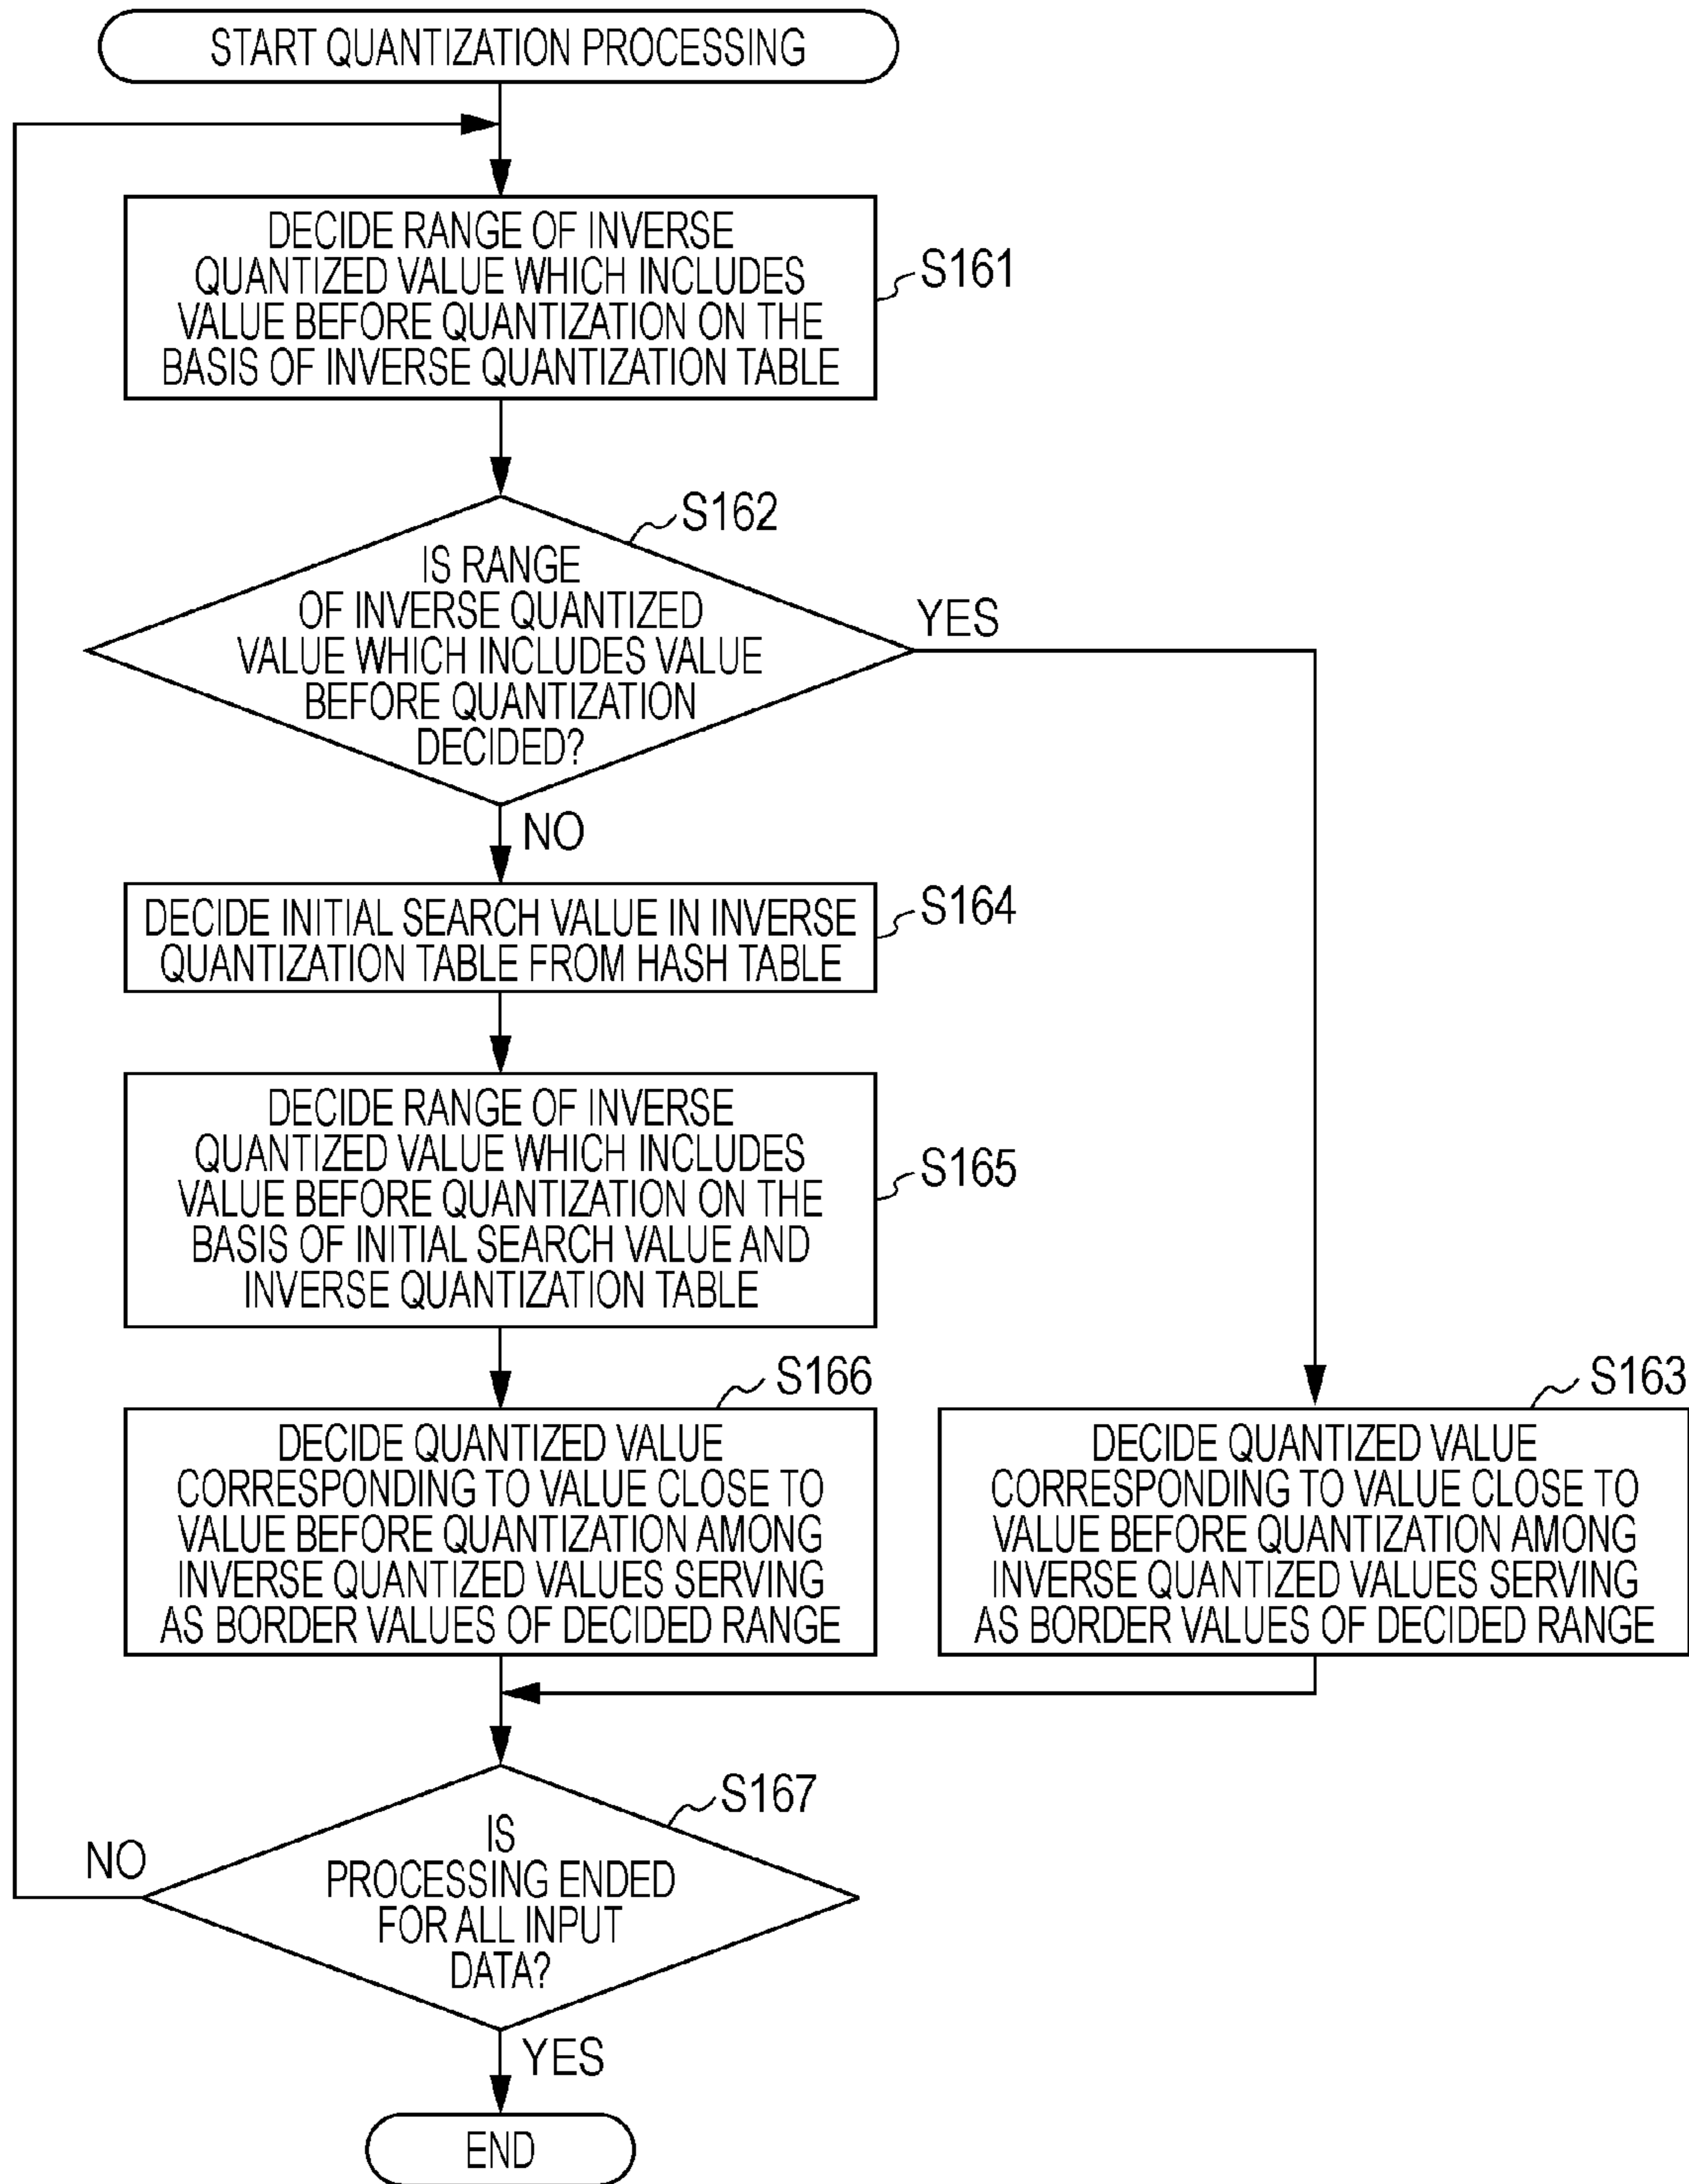 START QUANTIZATION PROCESSING
DECIDE RANGE OF INVERSE
QUANTIZED VALUE WHICH INCLUDES
VALUE BEFORE QUANTIZATION ON THE
BASIS OF INVERSE QUANTIZATION TABLE
S161
S162
IS RANGE
OF INVERSE QUANTIZED
VALUE WHICH INCLUDES VALUE
BEFORE QUANTIZATION
DECIDED?
YES
NO
DECIDE INITIAL SEARCH VALUE IN INVERSE
QUANTIZATION TABLE FROM HASH TABLE
S164
DECIDE RANGE OF INVERSE
QUANTIZED VALUE WHICH INCLUDES
VALUE BEFORE QUANTIZATION ON THE
BASIS OF INITIAL SEARCH VALUE AND
INVERSE QUANTIZATION TABLE
S165
S166
DECIDE QUANTIZED VALUE
CORRESPONDING TO VALUE CLOSE TO
VALUE BEFORE QUANTIZATION AMONG
INVERSE QUANTIZED VALUES SERVING
AS BORDER VALUES OF DECIDED RANGE
S163
DECIDE QUANTIZED VALUE
CORRESPONDING TO VALUE CLOSE TO
VALUE BEFORE QUANTIZATION AMONG
INVERSE QUANTIZED VALUES SERVING
AS BORDER VALUES OF DECIDED RANGE
S167
IS
PROCESSING ENDED
FOR ALL INPUT
DATA?
NO
YES
END